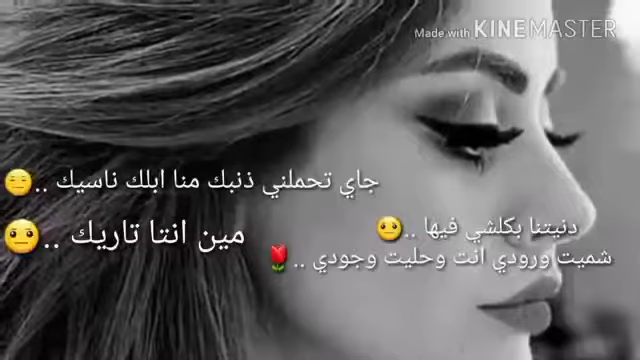 Made with KINEMASTER
جاي تحملني ذنبك منا ابلك ناسيك ..😑
دنيتنا بكلشي فيها ..😐
مين انتا تاريك ..😐
شميت ورودي انت وحليت وجودي ..🌷